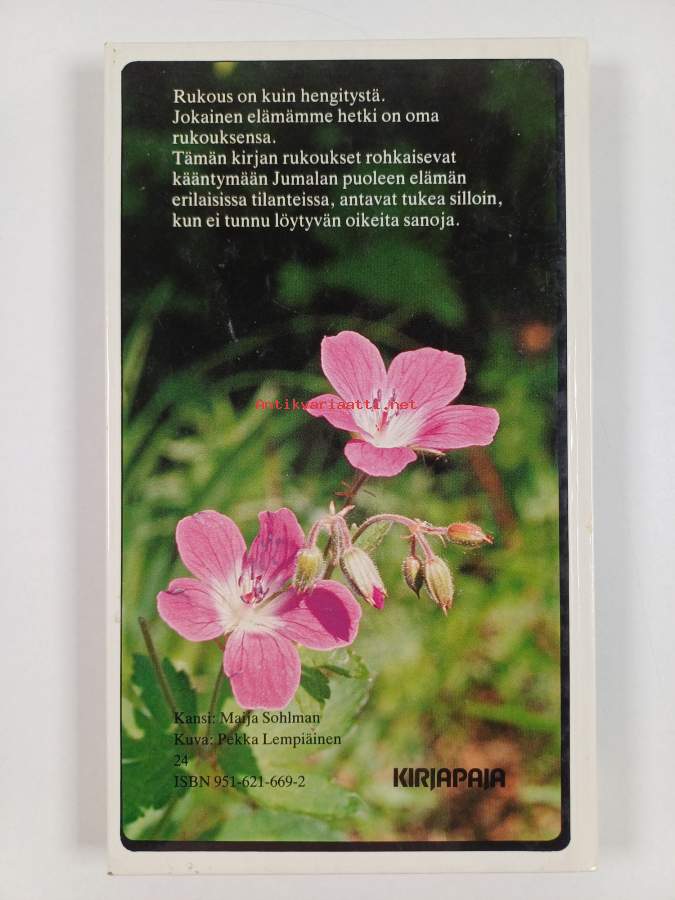 Rukous on kuin hengitystä.
Jokainen elämämme hetki on oma
rukouksensa.
Tämän kirjan rukoukset rohkaisevat
kääntymään Jumalan puoleen elämän
erilaisissa tilanteissa, antavat tukea silloin,
kun ei tunnu löytyvän oikeita sanoja.
Antikvariaatti.net
Kansi: Maija Sohlman
Kuva: Pekka Lempiäinen
24
ISBN 951-621-669-2
KIRJAPAJA